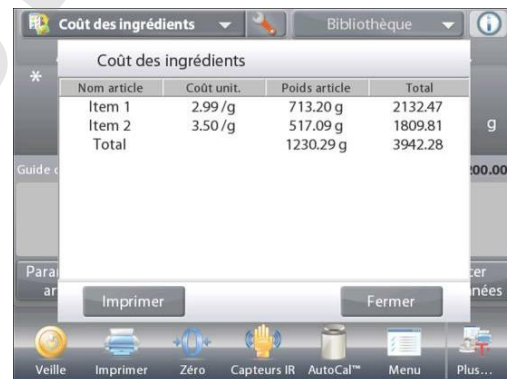 Coût des ingrédients Bibliothèque
Coût des ingrédients
*
Nom article Coût unit. Poids article Total
Item 1 2.99 /g 713.20 g 2132.47
Item 2 3.50 /g 517.09 g 1809.81
Total 1230.29 g 3942.28
g
Guide
Imprimer Fermer
Veille Imprimer Zéro Capteurs IR AutoCal™ Menu Plus...